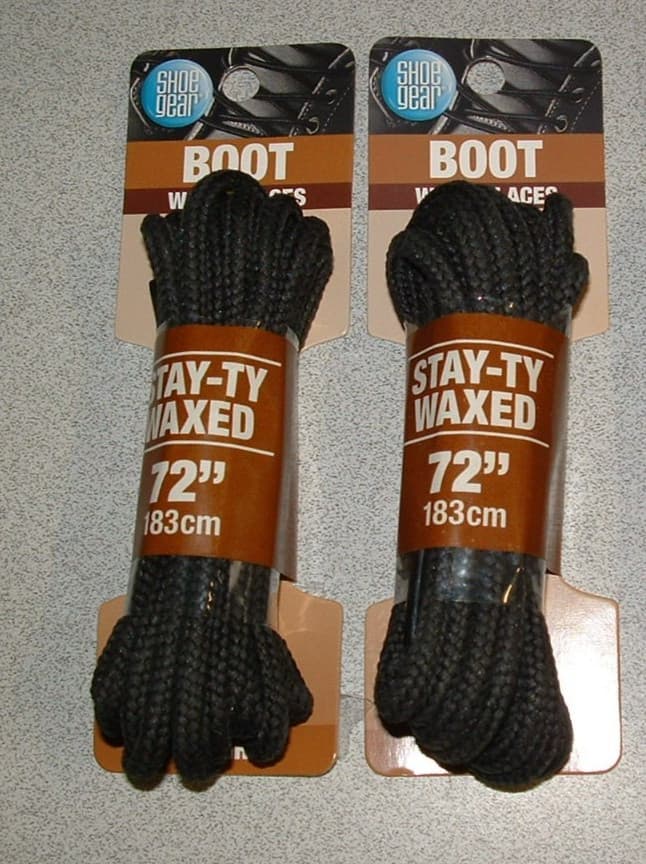 SHOE
gear
BOOT
STAY-TY
WAXED
72"
183cm
SHOE
gear
BOOT
STAY-TY
WAXED
72"
183cm